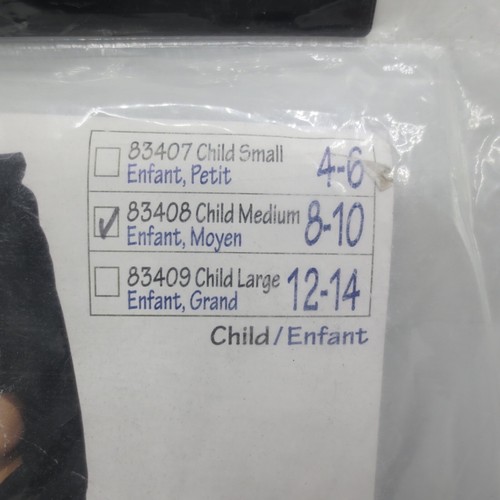 83407 Child Small
Enfant, Petit
4-6
83408 Child Medium
Enfant, Moyen
8-10
83409 Child Large
Enfant, Grand
12-14
Child/Enfant